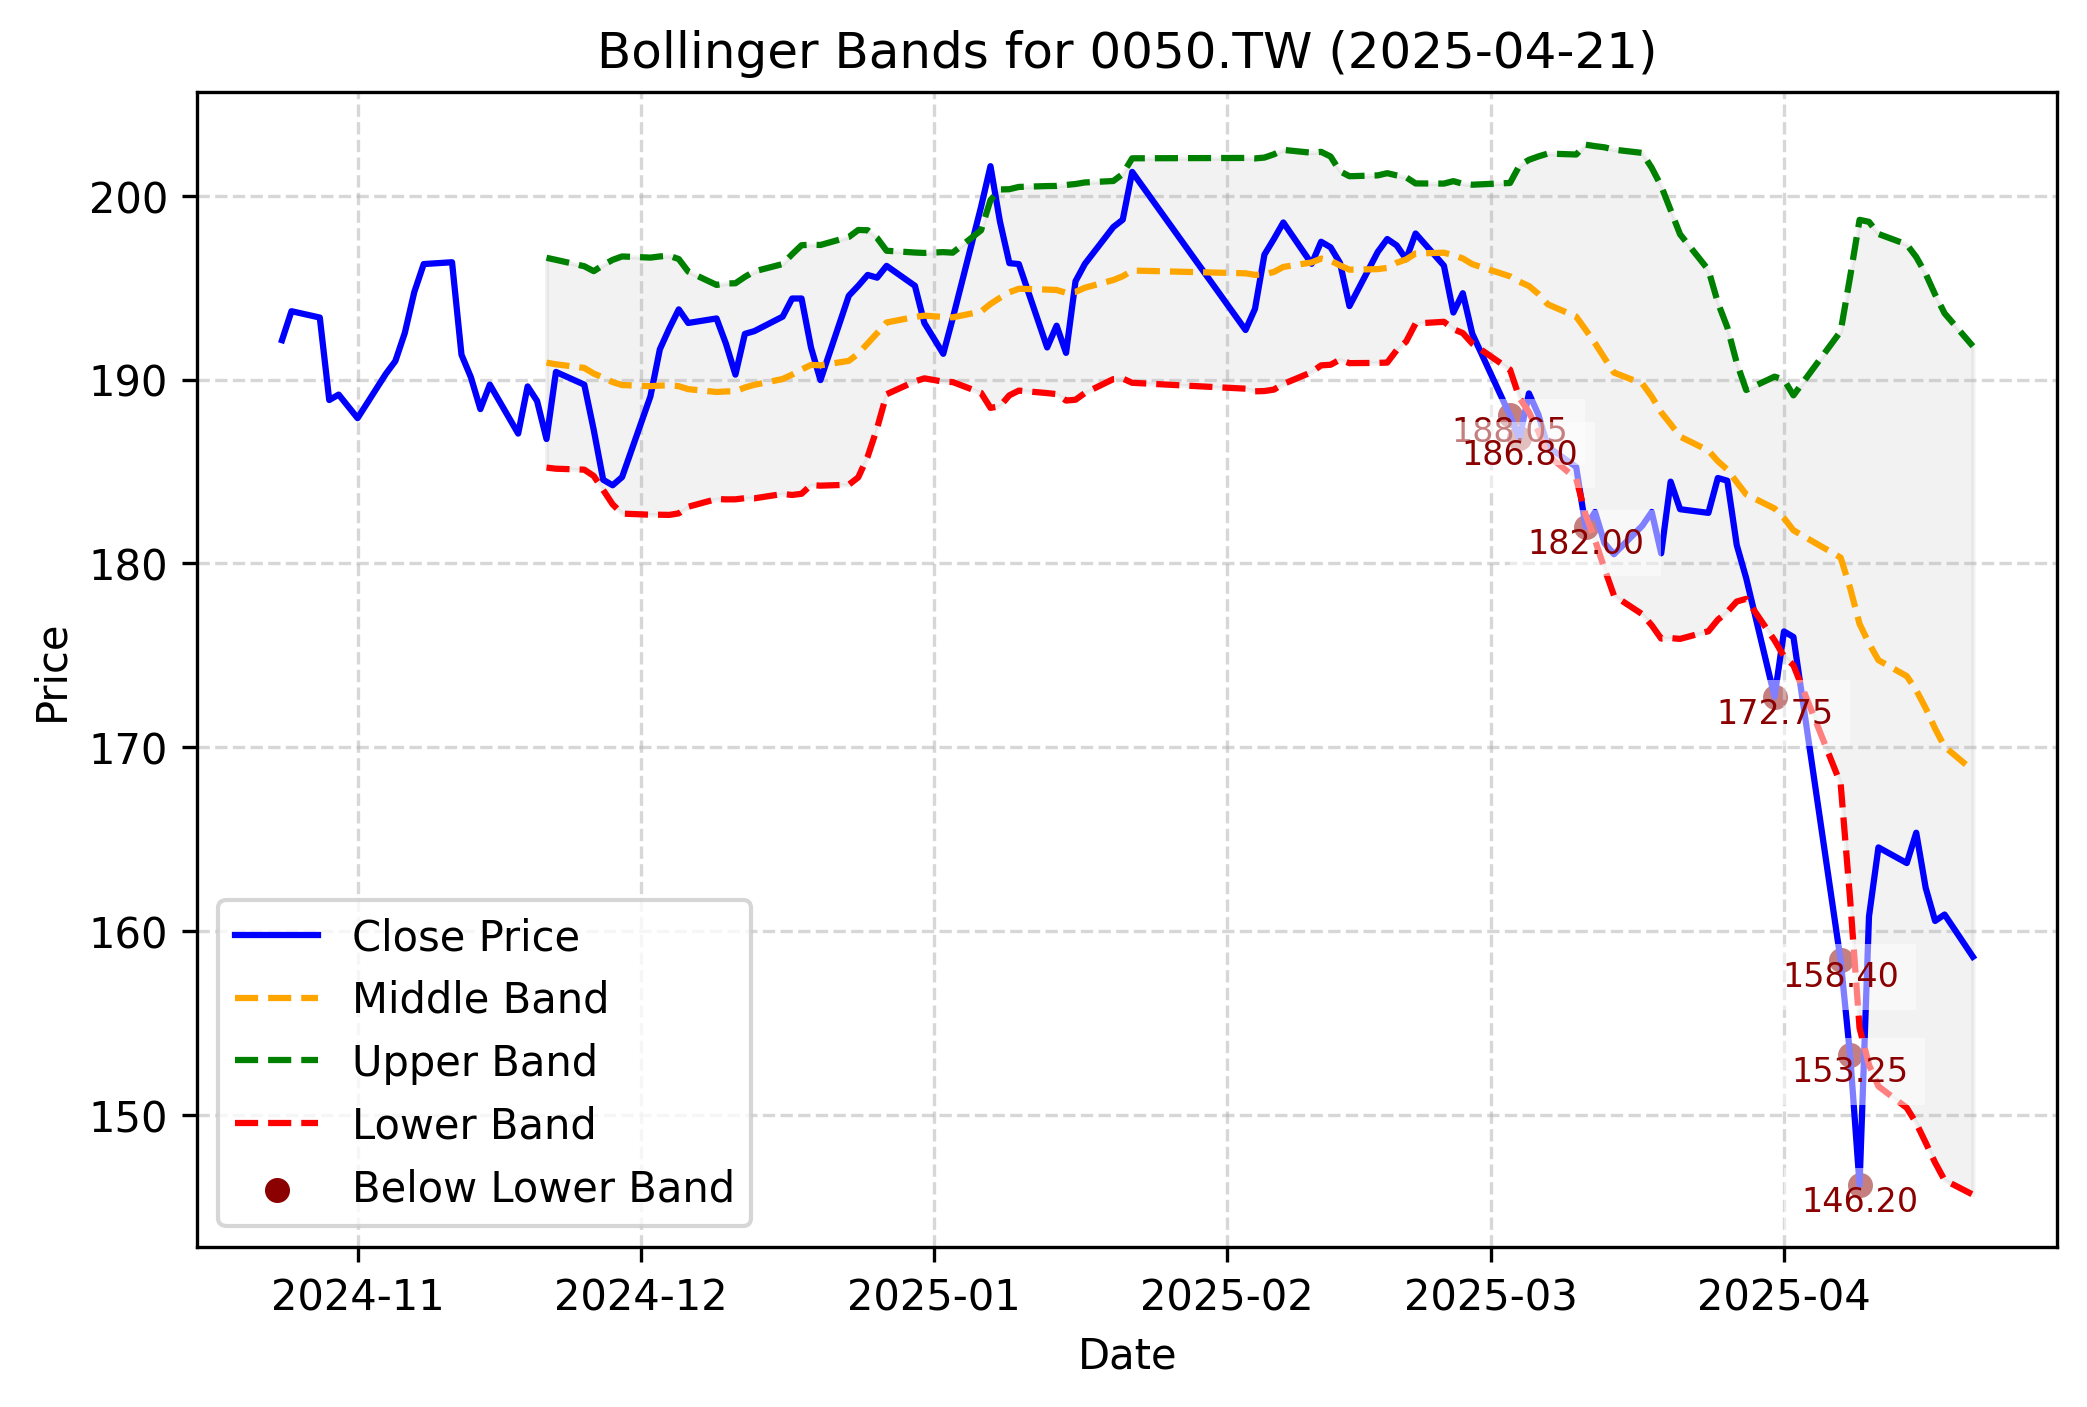 Bollinger Bands for 0050.TW (2025-04-21)
Price
200
190
180
170
160
150
188.05
186.80
182.00
172.75
158.40
153.25
146.20
Close Price
Middle Band
Upper Band
Lower Band
Below Lower Band
2024-11
2024-12
2025-01
2025-02
2025-03
2025-04
Date